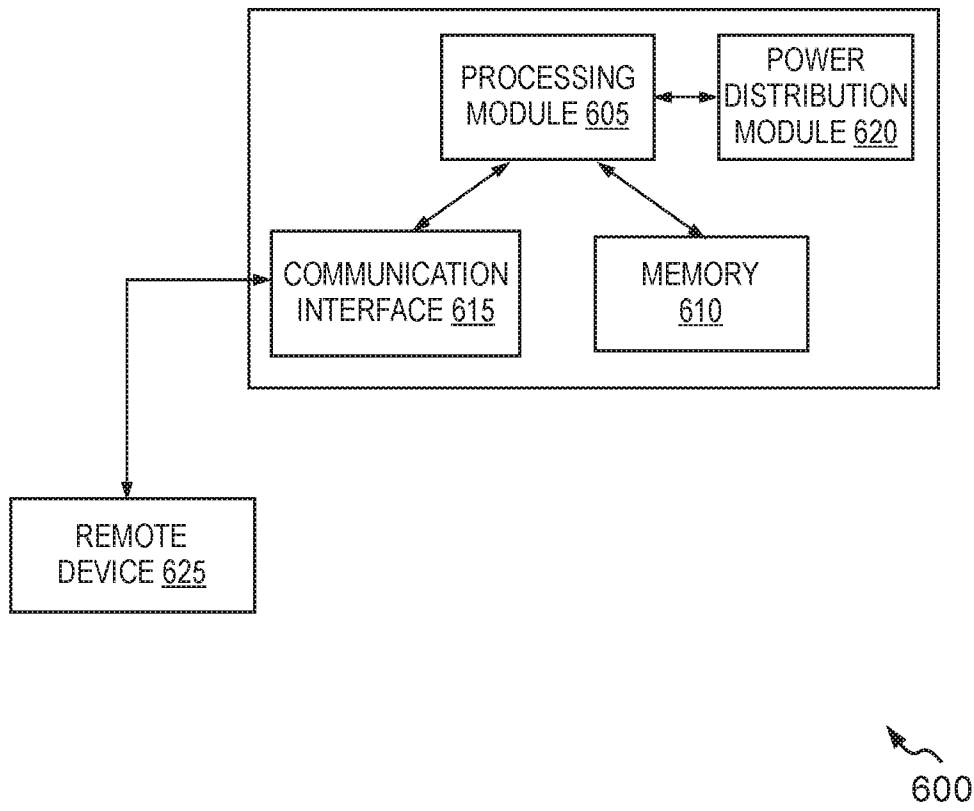 PROCESSING
MODULE 605
POWER
DISTRIBUTION
MODULE 620
COMMUNICATION
INTERFACE 615
MEMORY
610
REMOTE
DEVICE 625
600